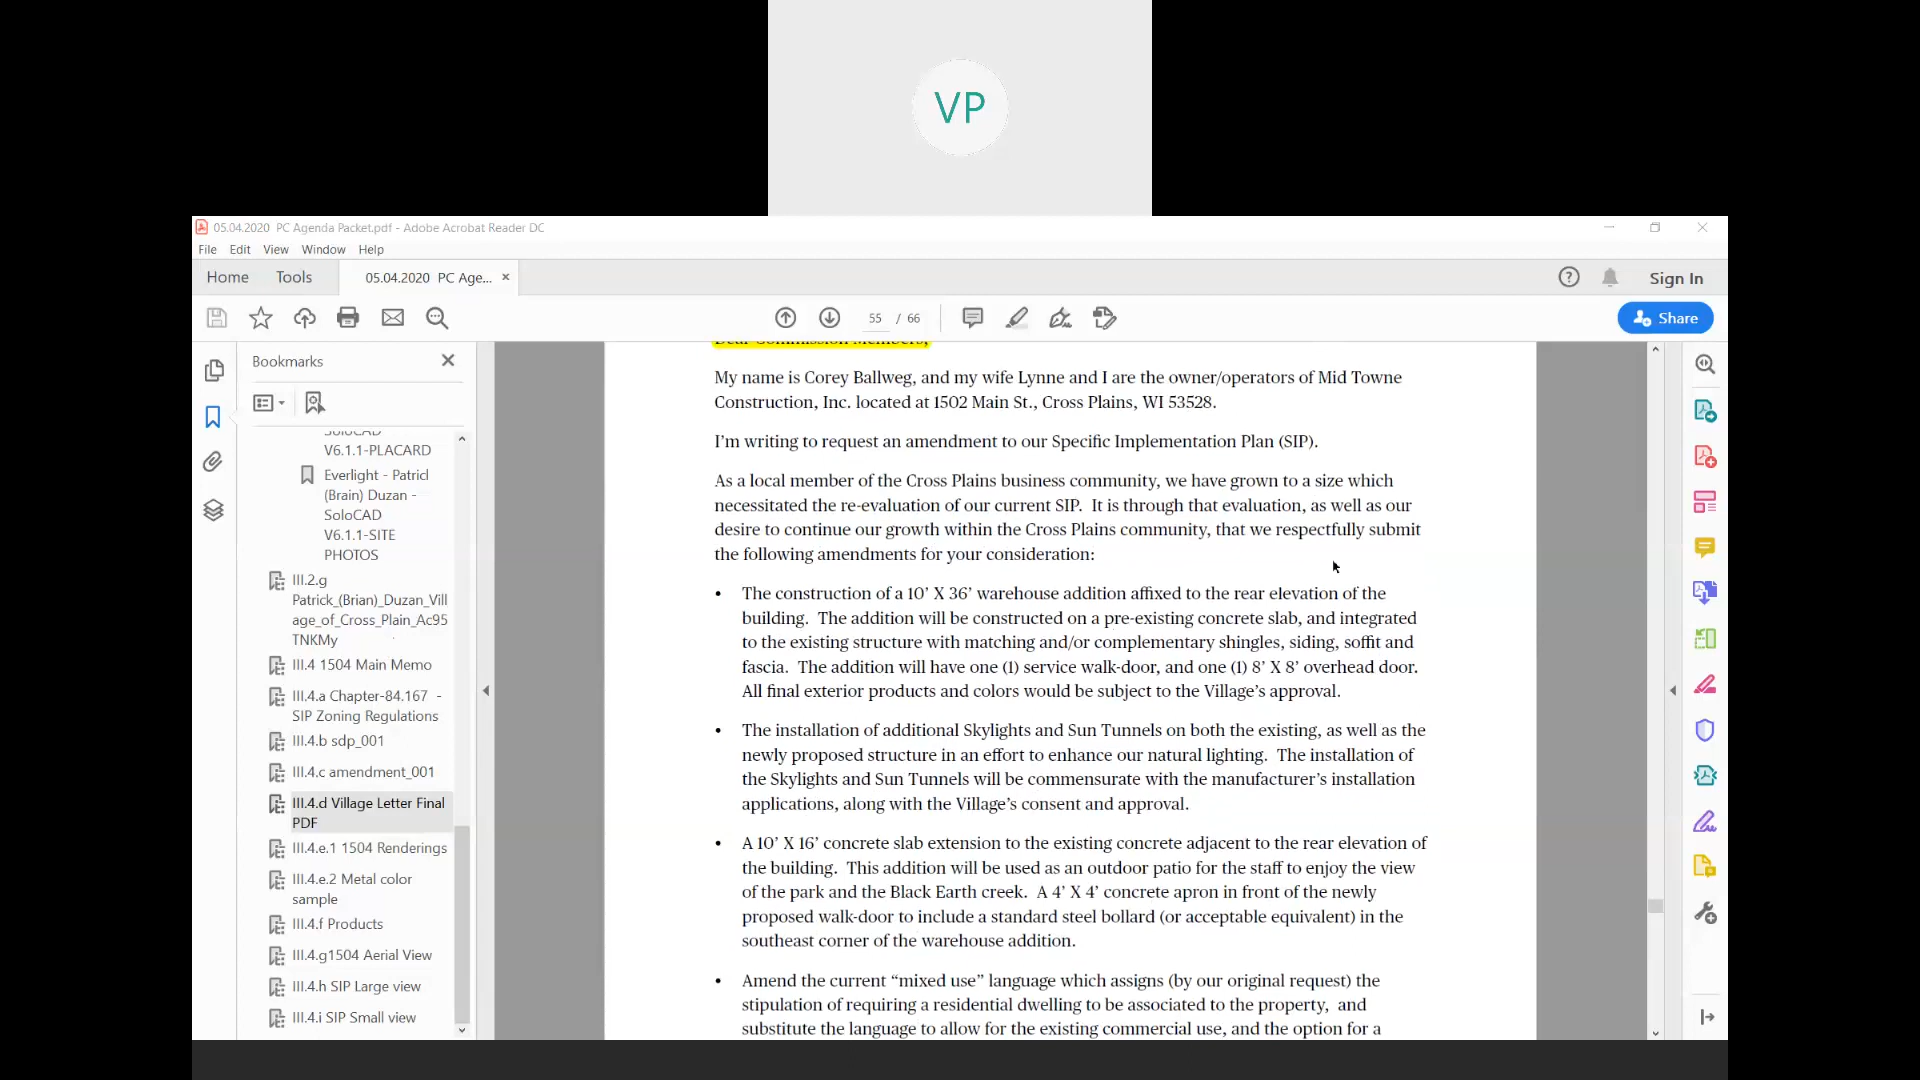 VP
05.04.2020 PC Agenda Packet.pdf - Adobe Acrobat Reader DC
File Edit View Window Help
Home Tools 05.04.2020 PC Age... × Sign In
55 / 66 Share
Bookmarks
SoloCAD
V6.1.1-PLACARD
Everlight - Patricl
(Brain) Duzan -
SoloCAD
V6.1.1-SITE
PHOTOS
III.2.g
Patrick_(Brian)_Duzan_Vill
age_of_Cross_Plain_Ac95
TNKMy
III.4 1504 Main Memo
III.4.a Chapter-84.167 -
SIP Zoning Regulations
III.4.b sdp_001
III.4.c amendment_001
III.4.d Village Letter Final
PDF
III.4.e.1 1504 Renderings
III.4.e.2 Metal color
sample
III.4.f Products
III.4.g1504 Aerial View
III.4.h SIP Large view
III.4.i SIP Small view
Dear Commission Members,
My name is Corey Ballweg, and my wife Lynne and I are the owner/operators of Mid Towne
Construction, Inc. located at 1502 Main St., Cross Plains, WI 53528.
I'm writing to request an amendment to our Specific Implementation Plan (SIP).
As a local member of the Cross Plains business community, we have grown to a size which
necessitated the re-evaluation of our current SIP. It is through that evaluation, as well as our
desire to continue our growth within the Cross Plains community, that we respectfully submit
the following amendments for your consideration:
• The construction of a 10' X 36' warehouse addition affixed to the rear elevation of the
building. The addition will be constructed on a pre-existing concrete slab, and integrated
to the existing structure with matching and/or complementary shingles, siding, soffit and
fascia. The addition will have one (1) service walk-door, and one (1) 8' X 8' overhead door.
All final exterior products and colors would be subject to the Village's approval.
• The installation of additional Skylights and Sun Tunnels on both the existing, as well as the
newly proposed structure in an effort to enhance our natural lighting. The installation of
the Skylights and Sun Tunnels will be commensurate with the manufacturer's installation
applications, along with the Village's consent and approval.
• A 10' X 16' concrete slab extension to the existing concrete adjacent to the rear elevation of
the building. This addition will be used as an outdoor patio for the staff to enjoy the view
of the park and the Black Earth creek. A 4' X 4' concrete apron in front of the newly
proposed walk-door to include a standard steel bollard (or acceptable equivalent) in the
southeast corner of the warehouse addition.
• Amend the current “mixed use” language which assigns (by our original request) the
stipulation of requiring a residential dwelling to be associated to the property, and
substitute the language to allow for the existing commercial use, and the option for a